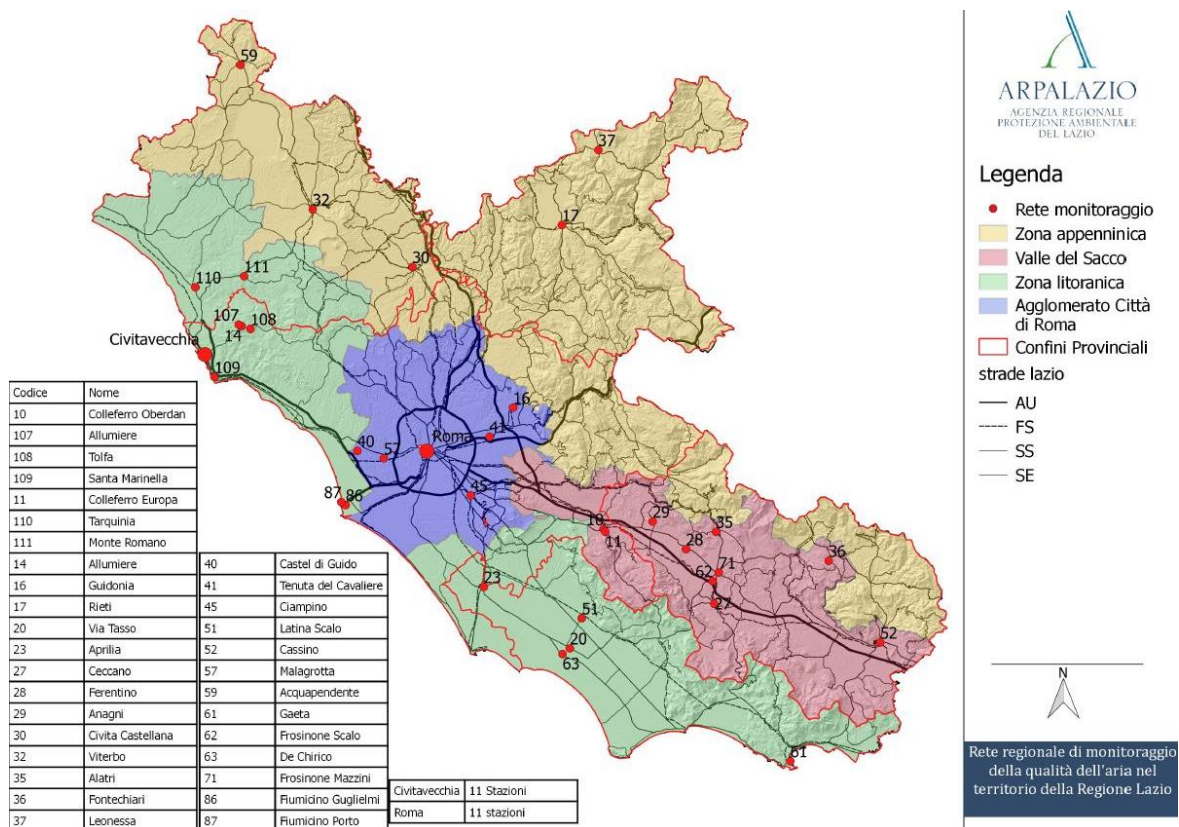 59
37
32
17
30
110
111
107
108
14
Civitavecchia
109
16
41
Roma
40
57
87
86
45
10
11
29
35
28
36
71
62
27
23
51
52
20
63
61
ARPALAZIO
AGENZIA REGIONALE
PROTEZIONE AMBIENTALE
DEL LAZIO
Legenda
Rete monitoraggio
Zona appenninica
Valle del Sacco
Zona litoranica
Agglomerato Città
di Roma
Confini Provinciali
strade lazio
AU
FS
SS
SE
N
Rete regionale di monitoraggio
della qualità dell'aria nel
territorio della Regione Lazio
Codice Nome
10 Colleferro Oberdan
107 Allumiere
108 Tolfa
109 Santa Marinella
11 Colleferro Europa
110 Tarquinia
111 Monte Romano
14 Allumiere
16 Guidonia
17 Rieti
20 Via Tasso
23 Aprilia
27 Ceccano
28 Ferentino
29 Anagni
30 Civita Castellana
32 Viterbo
35 Alatri
36 Fontechiari
37 Leonessa
40 Castel di Guido
41 Tenuta del Cavaliere
45 Ciampino
51 Latina Scalo
52 Cassino
57 Malagrotta
59 Acquapendente
61 Gaeta
62 Frosinone Scalo
63 De Chirico
71 Frosinone Mazzini
86 Fiumicino Guglielmi
87 Fiumicino Porto
Civitavecchia 11 Stazioni
Roma 11 stazioni